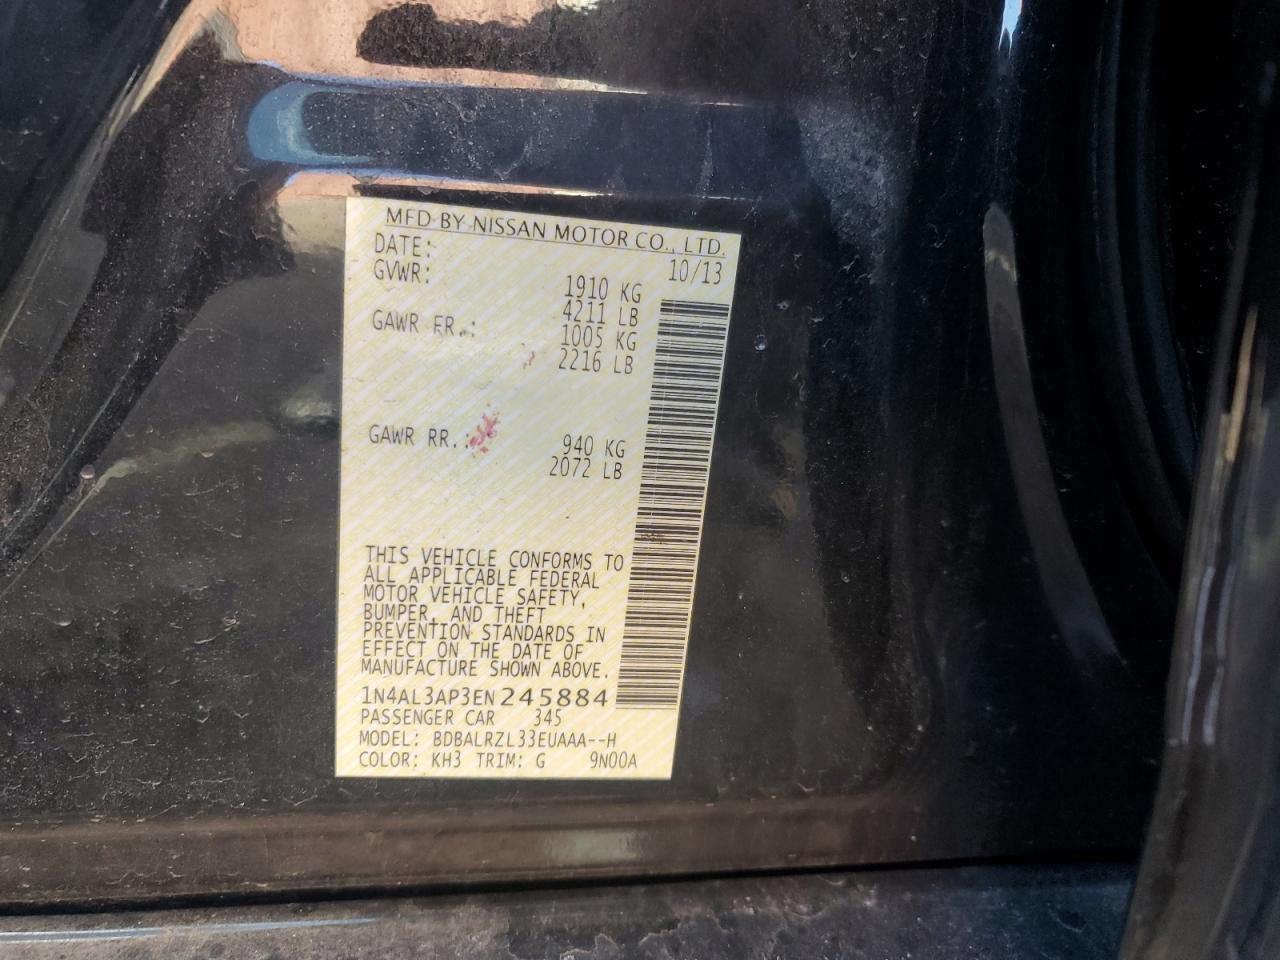 MFD BY NISSAN MOTOR CO., LTD.
DATE: 10/13
GVWR: 1910 KG
4211 LB
GAWR FR.: 1005 KG
2216 LB
GAWR RR.: 940 KG
2072 LB
THIS VEHICLE CONFORMS TO
ALL APPLICABLE FEDERAL
MOTOR VEHICLE SAFETY,
BUMPER, AND THEFT
PREVENTION STANDARDS IN
EFFECT ON THE DATE OF
MANUFACTURE SHOWN ABOVE.
1N4AL3AP3EN245884
PASSENGER CAR 345
MODEL: BDBALRZL33EUAAA--H
COLOR: KH3 TRIM: G 9N00A